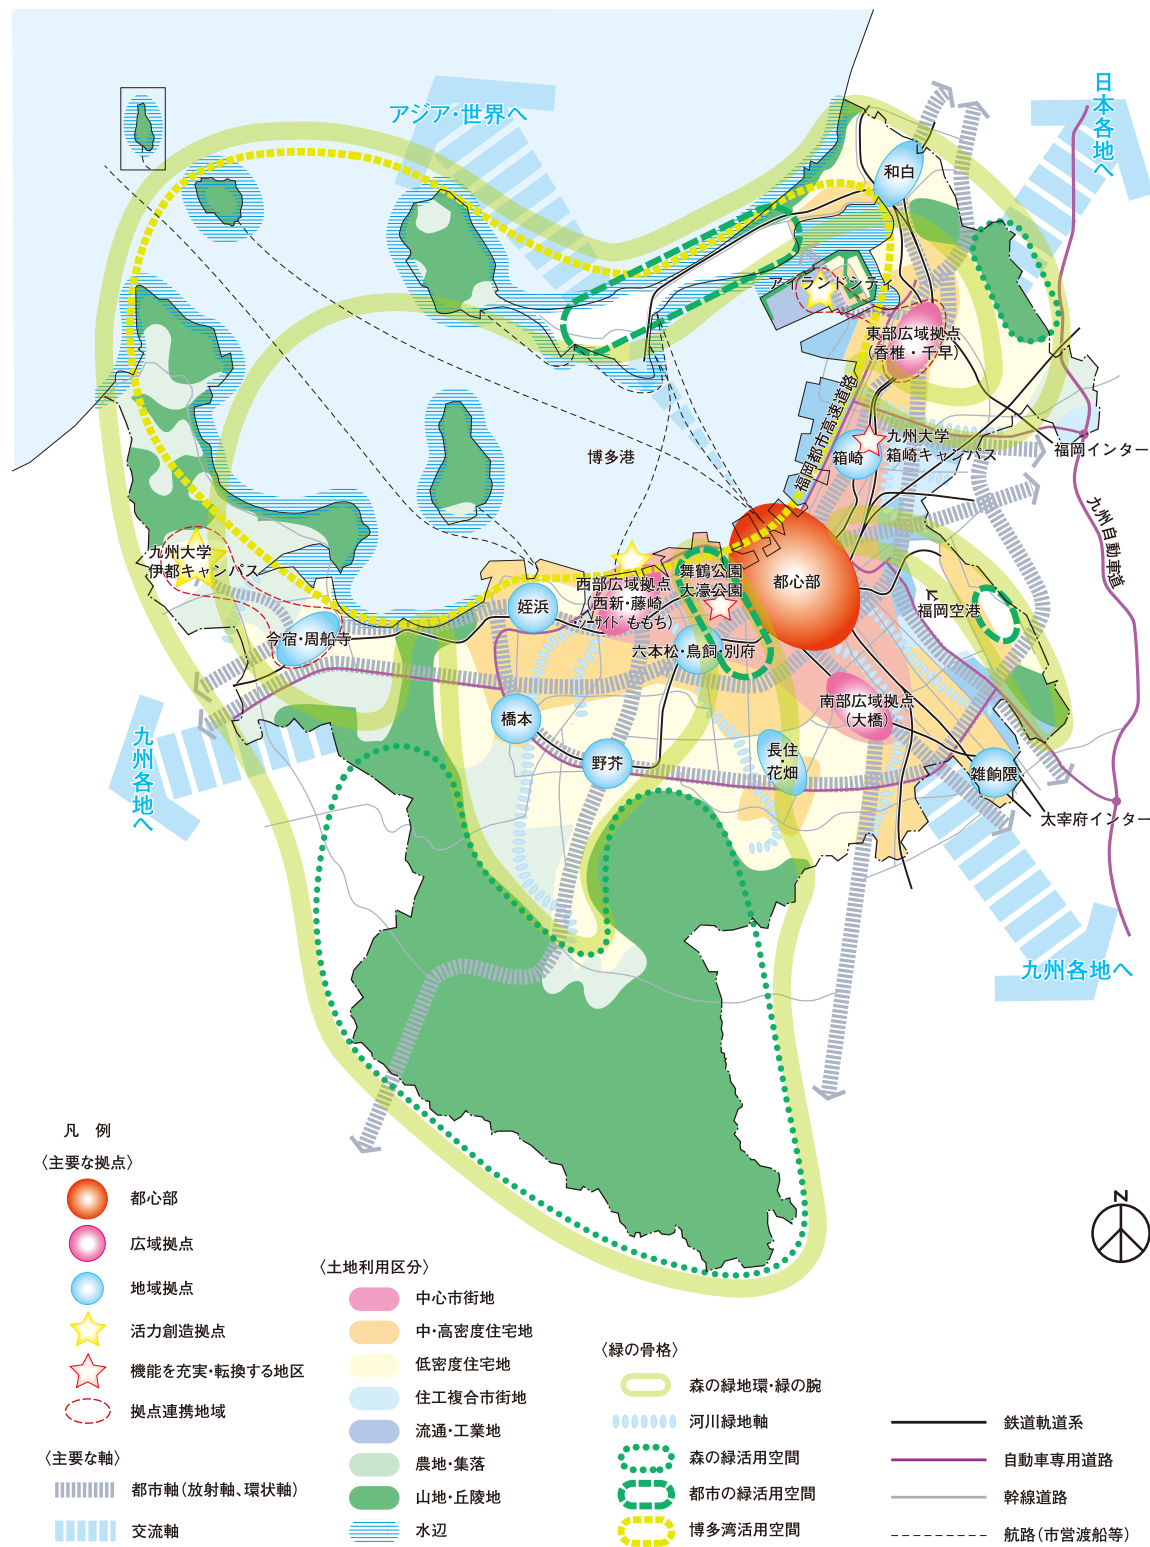 アジア・世界へ
日本各地へ
和白
アイランドシティ
東部広域拠点
(香椎・千早)
福岡都市高速道路
九州大学
箱崎キャンパス
箱崎
福岡インター
博多港
九州自動車道
九州大学
伊都キャンパス
舞鶴公園
大濠公園
都心部
西部広域拠点
(西新・藤崎
・シーサイドももち)
姪浜
福岡空港
今宿・周船寺
六本松・鳥飼・別府
南部広域拠点
(大橋)
橋本
九州各地へ
野芥
長住
・
花畑
雑餉隈
太宰府インター
九州各地へ
N
凡 例
〈主要な拠点〉
都心部
広域拠点
地域拠点
活力創造拠点
機能を充実・転換する地区
拠点連携地域
〈主要な軸〉
都市軸(放射軸、環状軸)
交流軸
〈土地利用区分〉
中心市街地
中・高密度住宅地
低密度住宅地
住工複合市街地
流通・工業地
農地・集落
山地・丘陵地
水辺
〈緑の骨格〉
森の緑地環・緑の腕
河川緑地軸
森の緑活用空間
都市の緑活用空間
博多湾活用空間
鉄道軌道系
自動車専用道路
幹線道路
航路(市営渡船等)